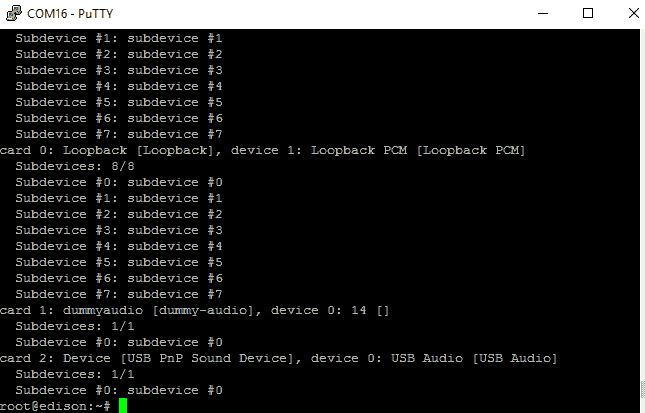 COM16 - PuTTY
Subdevice #1: subdevice #1
Subdevice #2: subdevice #2
Subdevice #3: subdevice #3
Subdevice #4: subdevice #4
Subdevice #5: subdevice #5
Subdevice #6: subdevice #6
Subdevice #7: subdevice #7
card 0: Loopback [Loopback], device 1: Loopback PCM [Loopback PCM]
Subdevices: 8/8
Subdevice #0: subdevice #0
Subdevice #1: subdevice #1
Subdevice #2: subdevice #2
Subdevice #3: subdevice #3
Subdevice #4: subdevice #4
Subdevice #5: subdevice #5
Subdevice #6: subdevice #6
Subdevice #7: subdevice #7
card 1: dummyaudio [dummy-audio], device 0: 14 []
Subdevices: 1/1
Subdevice #0: subdevice #0
card 2: Device [USB PnP Sound Device], device 0: USB Audio [USB Audio]
Subdevices: 1/1
Subdevice #0: subdevice #0
root@edison:~#